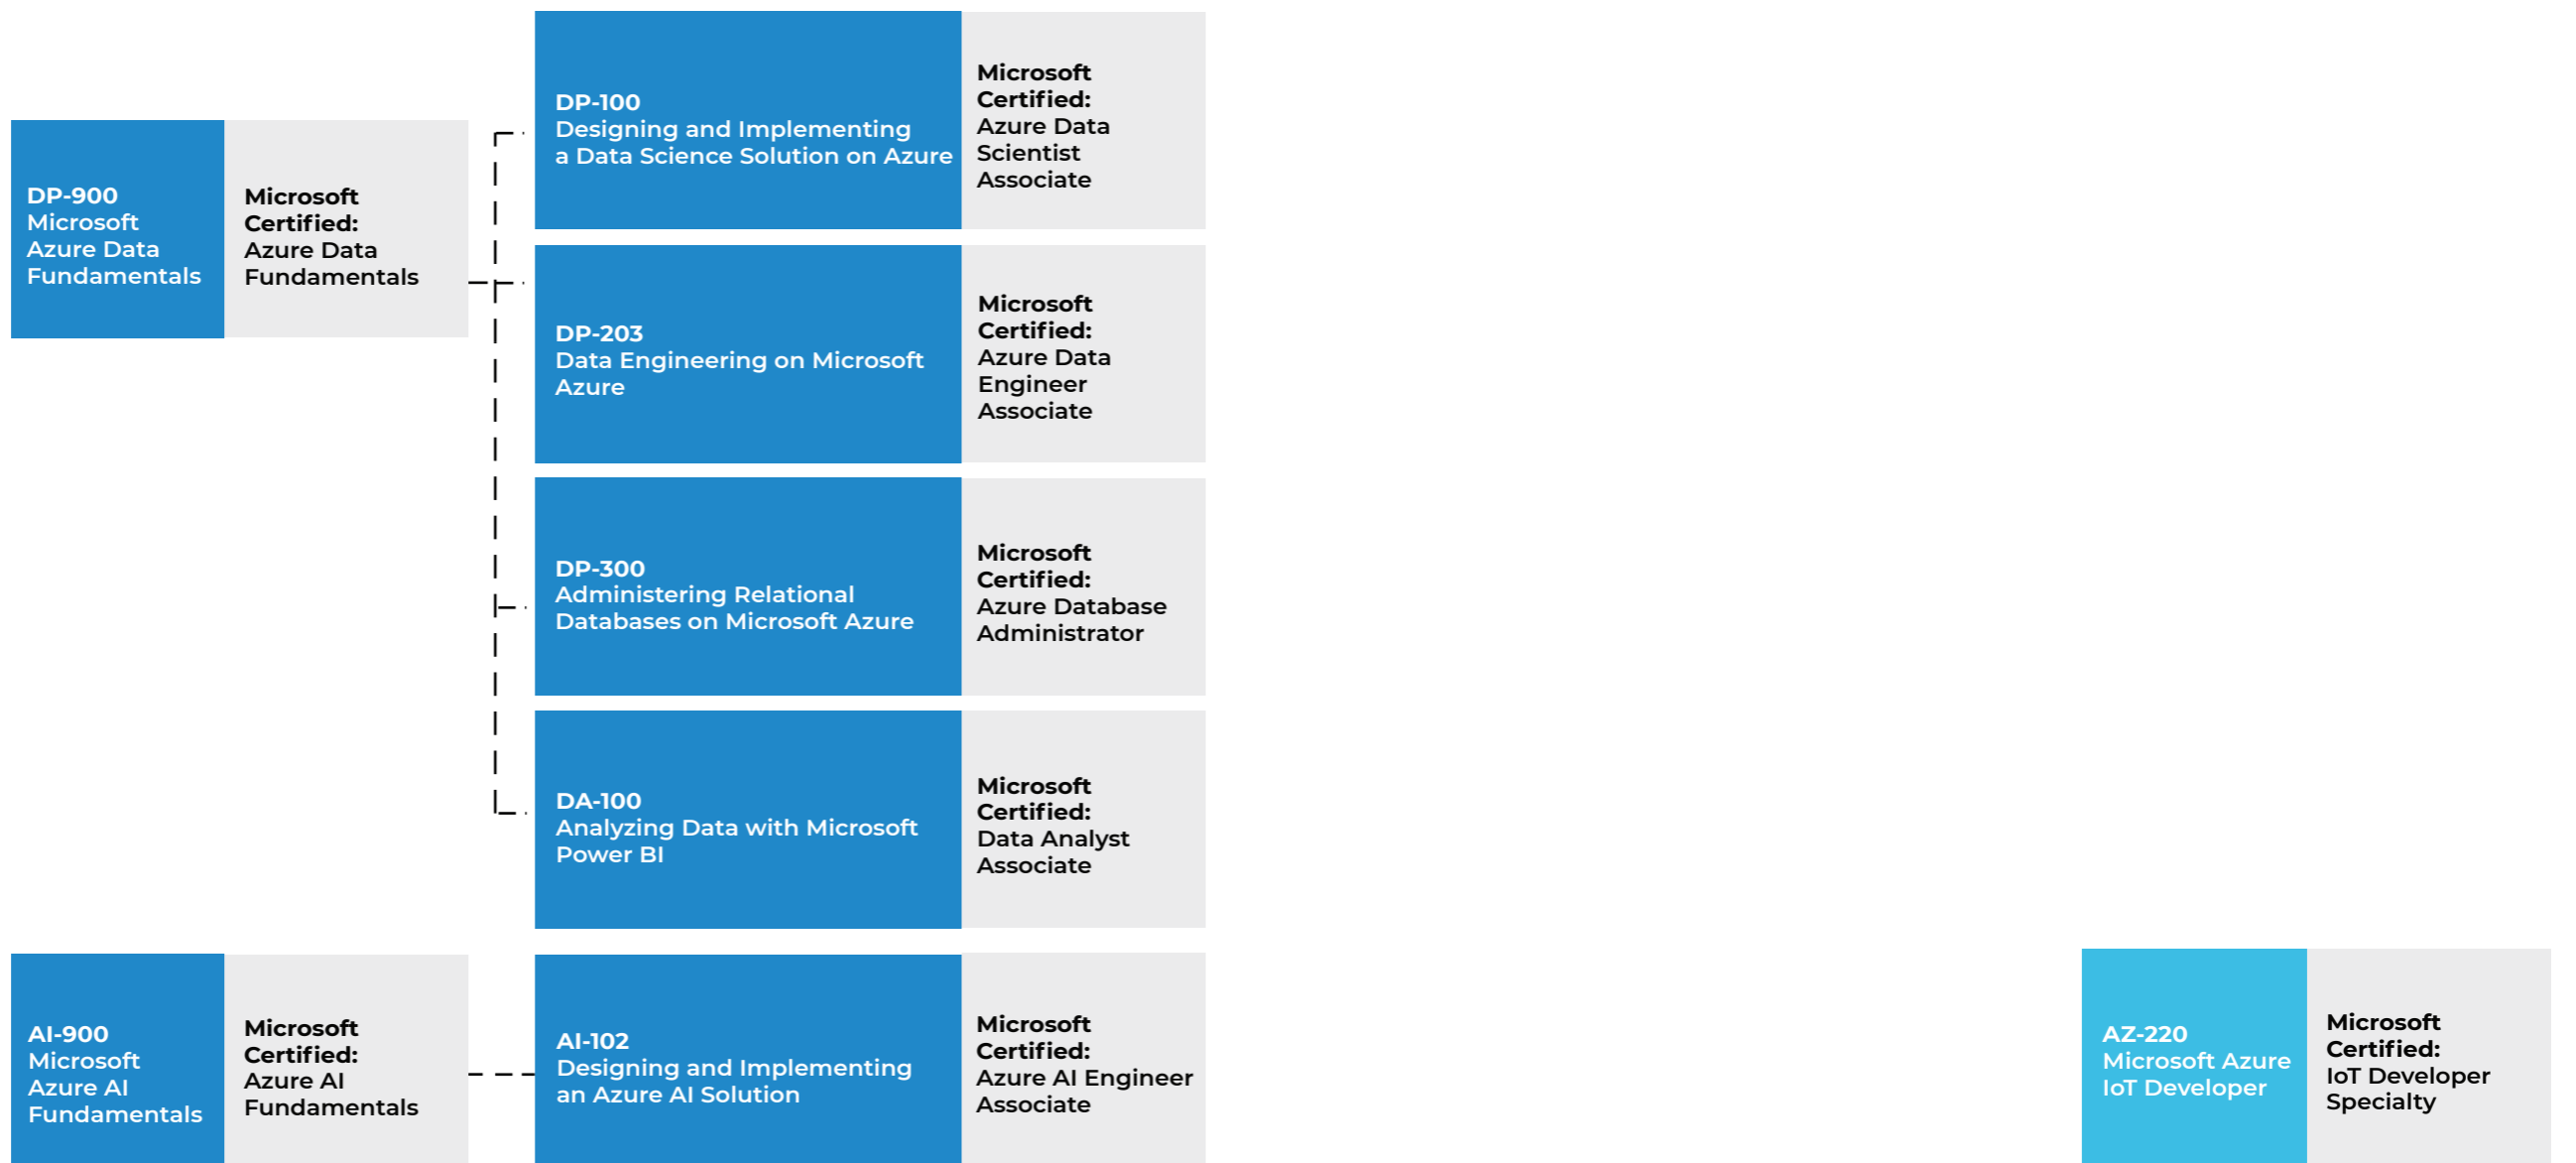 DP-900
Microsoft
Azure Data
Fundamentals
Microsoft
Certified:
Azure Data
Fundamentals
DP-100
Designing and Implementing
a Data Science Solution on Azure
Microsoft
Certified:
Azure Data
Scientist
Associate
DP-203
Data Engineering on Microsoft
Azure
Microsoft
Certified:
Azure Data
Engineer
Associate
DP-300
Administering Relational
Databases on Microsoft Azure
Microsoft
Certified:
Azure Database
Administrator
DA-100
Analyzing Data with Microsoft
Power BI
Microsoft
Certified:
Data Analyst
Associate
AI-900
Microsoft
Azure AI
Fundamentals
Microsoft
Certified:
Azure AI
Fundamentals
AI-102
Designing and Implementing
an Azure AI Solution
Microsoft
Certified:
Azure AI Engineer
Associate
AZ-220
Microsoft Azure
IoT Developer
Microsoft
Certified:
IoT Developer
Specialty